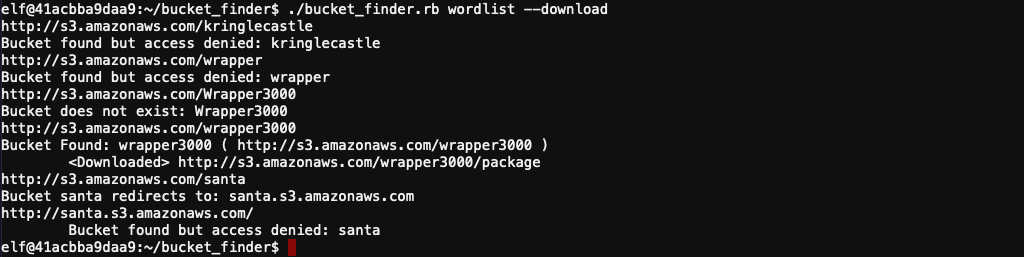 elf@41acbba9daa9:~/bucket_finder$ ./bucket_finder.rb wordlist --download
http://s3.amazonaws.com/kringlecastle
Bucket found but access denied: kringlecastle
http://s3.amazonaws.com/wrapper
Bucket found but access denied: wrapper
http://s3.amazonaws.com/Wrapper3000
Bucket does not exist: Wrapper3000
http://s3.amazonaws.com/wrapper3000
Bucket Found: wrapper3000 ( http://s3.amazonaws.com/wrapper3000 )
        <Downloaded> http://s3.amazonaws.com/wrapper3000/package
http://s3.amazonaws.com/santa
Bucket santa redirects to: santa.s3.amazonaws.com
http://santa.s3.amazonaws.com/
        Bucket found but access denied: santa
elf@41acbba9daa9:~/bucket_finder$